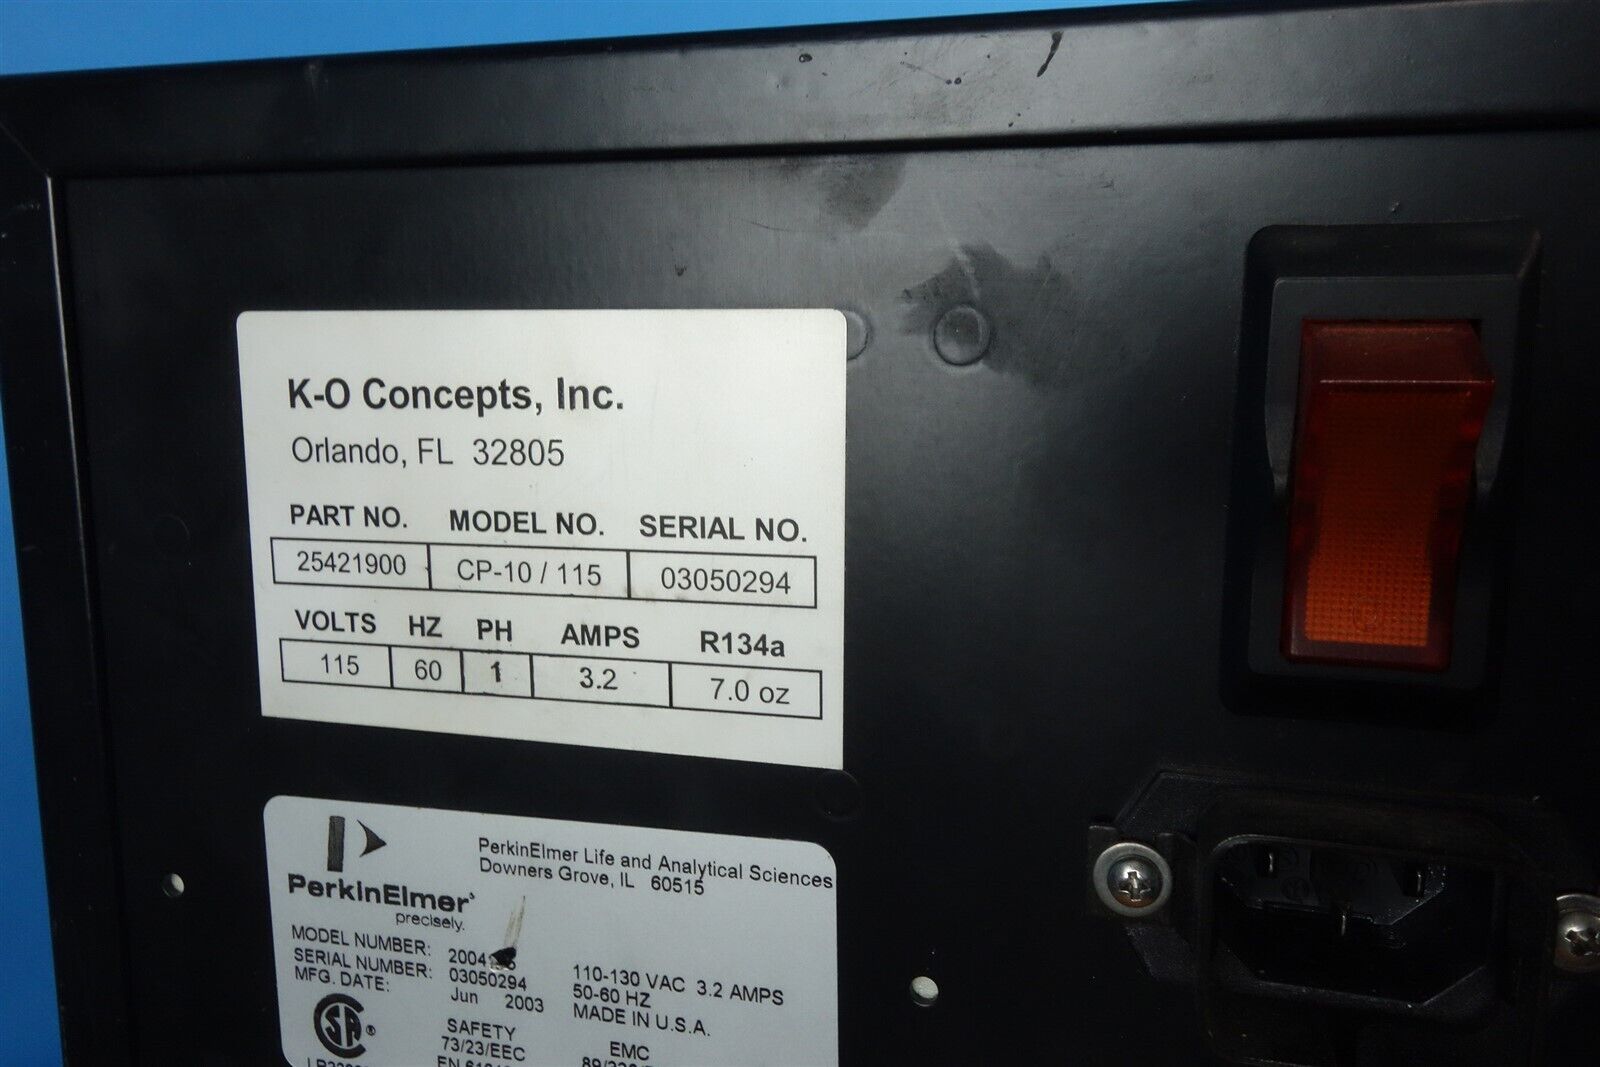 K-O Concepts, Inc.
Orlando, FL 32805
PART NO. MODEL NO. SERIAL NO.
25421900 CP-10 / 115 03050294
VOLTS HZ PH AMPS R134a
115 60 1 3.2 7.0 oz
PerkinElmer Life and Analytical Sciences
Downers Grove, IL 60515
PerkinElmer
precisely.
MODEL NUMBER:
SERIAL NUMBER: 03050294
MFG. DATE: Jun 2003
110-130 VAC 3.2 AMPS
50-60 HZ
MADE IN U.S.A.
SA ®
SAFETY
73/23/EEC
EMC